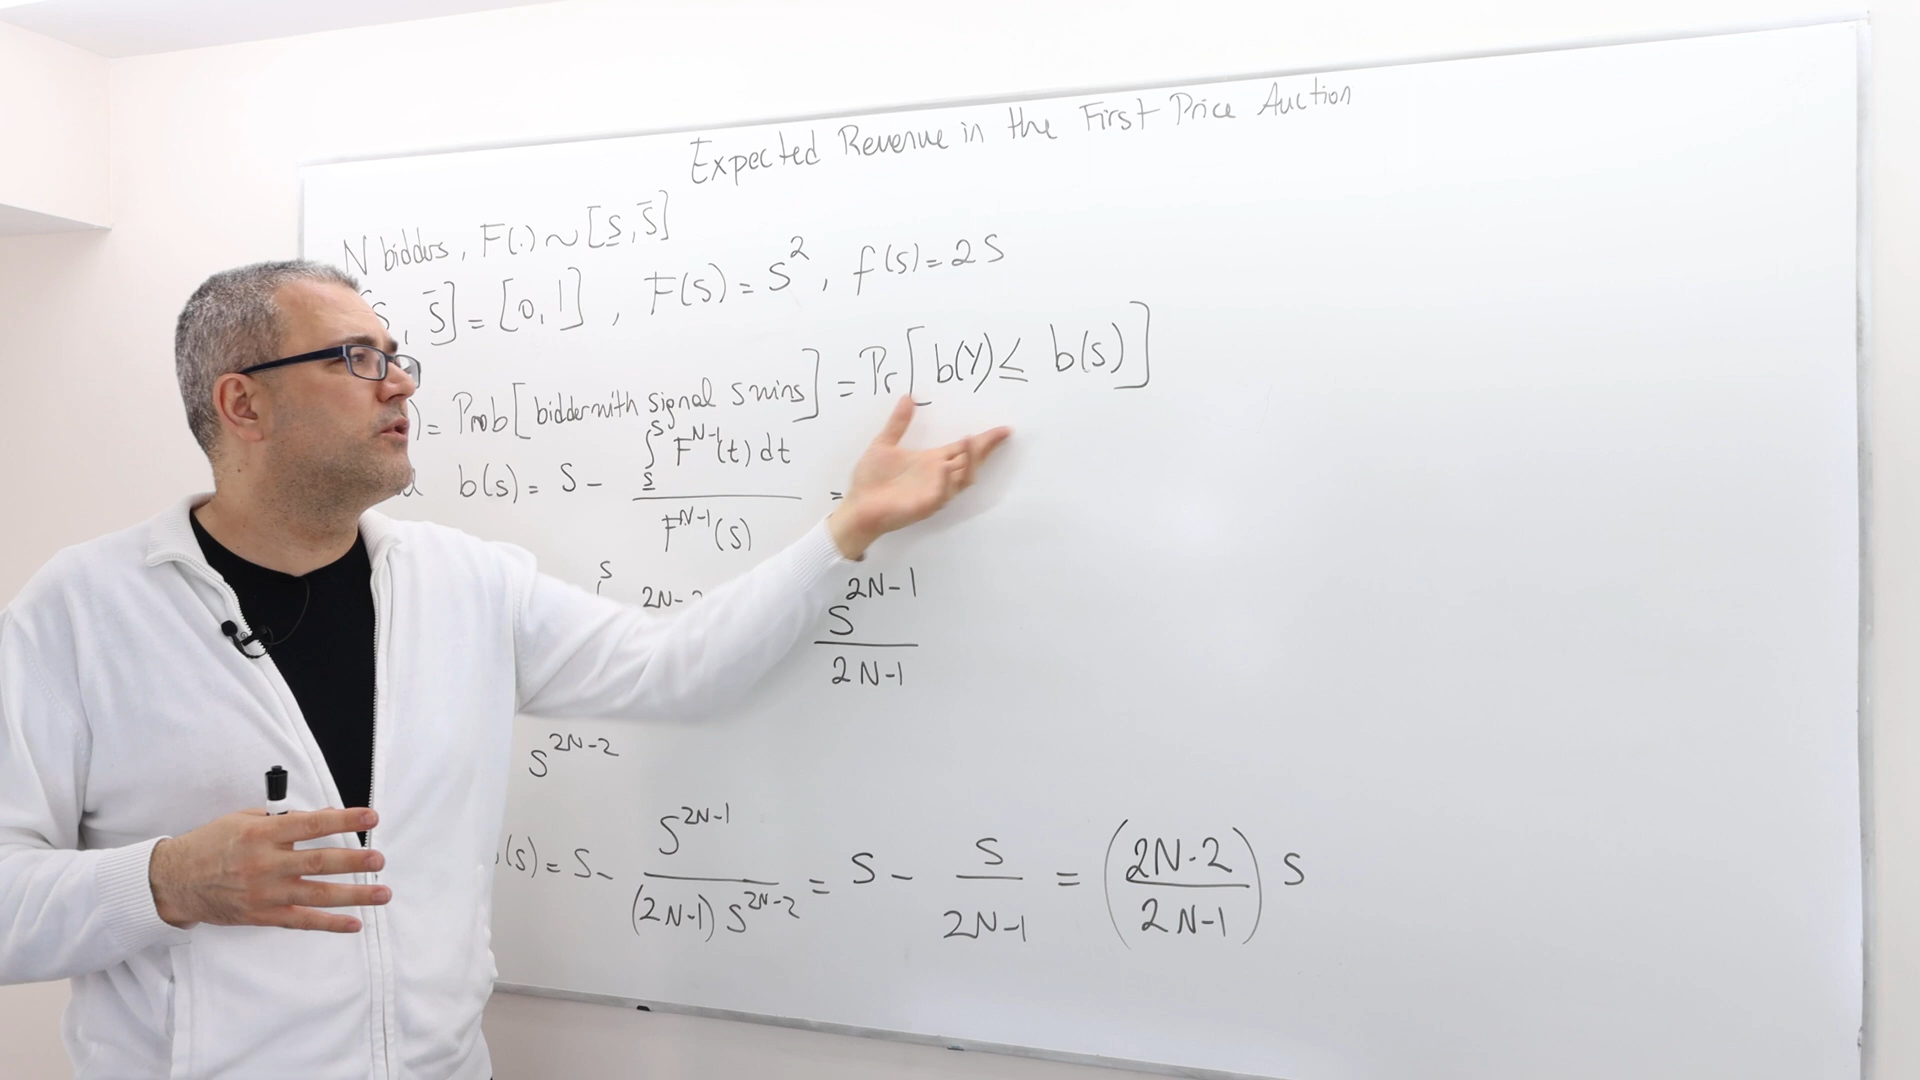 Expected Revenue in the First Price Auction
N bidders, F(.) ~ [s, s̄]
s, s̄] = [0,1] , F(s) = s², f(s) = 2s
) = Prob[bidder with signal s wins] = Pr[b(Y) ≤ b(s)]
b(s) = s - ∫_s^s F^{N-1}(t) dt / F^{N-1}(s) =
s 2N- s^{2N-1} / 2N-1
s^{2N-2}
(s) = s - s^{2N-1} / (2N-1) s^{2N-2} = s - s / 2N-1 = (2N-2 / 2N-1) s